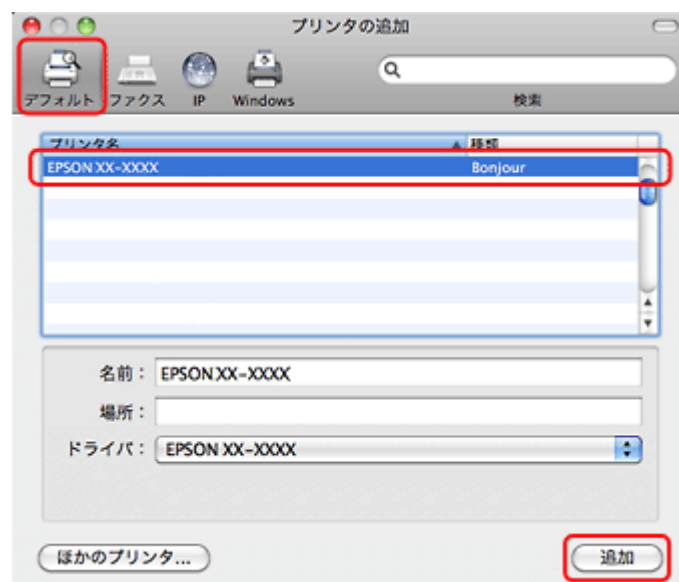 プリンタの追加
デフォルト ファクス IP Windows 検索
プリンタ名 種類
EPSON XX-XXXX Bonjour
名前： EPSON XX-XXXX
場所：
ドライバ： EPSON XX-XXXX
ほかのプリンタ... 追加